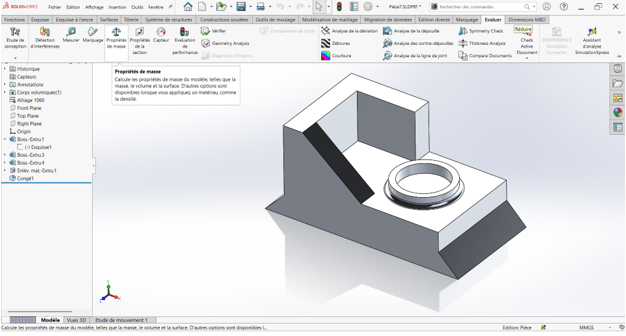 SOLIDWORKS Fichier Edition Affichage Insertion Outils Fenêtre Pièce7.SLDPRT * Rechercher des commandes
Fonctions Esquisse Esquisse à l'encre Surfaces Tôlerie Système de structures Constructions soudées Outils de moulage Modélisation de maillage Migration de données Edition directe Marquage Evaluer Dimensions MBD
Réduire
Etude de conception
Détection d'interférences
Mesurer
Marquage
Propriétés de masse
Propriétés de la section
Capteur
Evaluation de performance
Vérifier
Geometry Analysis
Comparaison de corps
Analyse de la déviation
Zébrures
Courbure
Analyse de la dépouille
Analyse des contre-dépouilles
Analyse de la ligne de joint
Symmetry Check
Thickness Analysis
Compare Documents
Check Active Document
Assistant d'analyse SimulationXpress
Propriétés de masse
Calcule les propriétés de masse du modèle, telles que la
masse, le volume et la surface. D'autres options sont
disponibles lorsque vous appliquez un matériau, comme
la densité.
Historique
Capteurs
Annotations
Corps volumiques(1)
Alliage 1060
Front Plane
Top Plane
Right Plane
Origin
Boss.-Extru.1
(-) Esquisse1
Boss.-Extru.3
Boss.-Extru.4
Enlèv. mat.-Extru.1
Congé1
Modèle Vues 3D Etude de mouvement 1
Calcule les propriétés de masse du modèle, telles que la masse, le volume et la surface. D'autres options sont disponibles l... Edition: Pièce MMGS